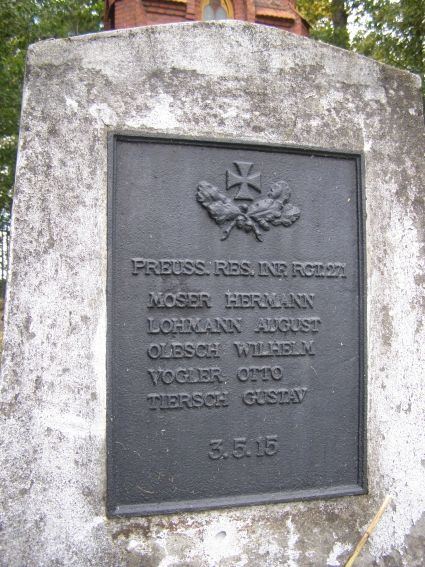 PREUSS. RES. INF. RGT. 271
MOSER HERMANN
LOHMANN AUGUST
OLESCH WILHELM
VOGLER OTTO
TIERSCH GUSTAV
3.5.15